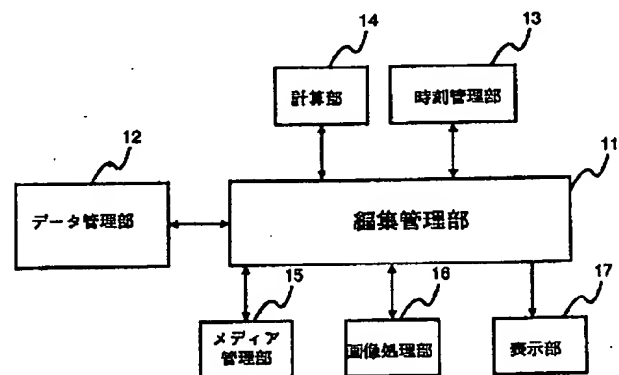 14
13
計算部
時刻管理部
12
11
データ管理部
編集管理部
15
16
17
メディア
管理部
画像処理部
表示部